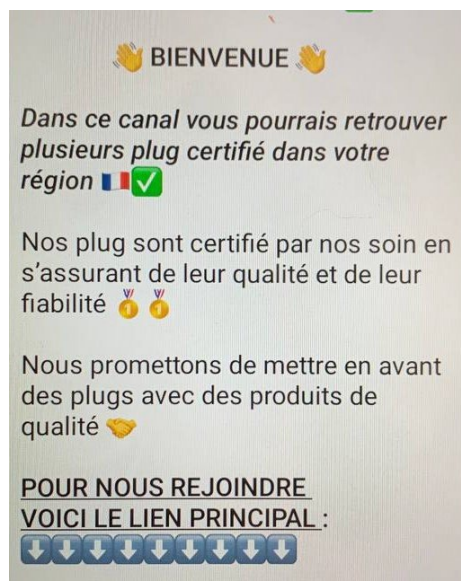 👋 BIENVENUE 👋
Dans ce canal vous pourrais retrouver
plusieurs plug certifié dans votre
région 🇫🇷✅
Nos plug sont certifié par nos soin en
s'assurant de leur qualité et de leur
fiabilité 🥇 🥇
Nous promettons de mettre en avant
des plugs avec des produits de
qualité 🤝
POUR NOUS REJOINDRE
VOICI LE LIEN PRINCIPAL :
⬇️⬇️⬇️⬇️⬇️⬇️⬇️⬇️⬇️